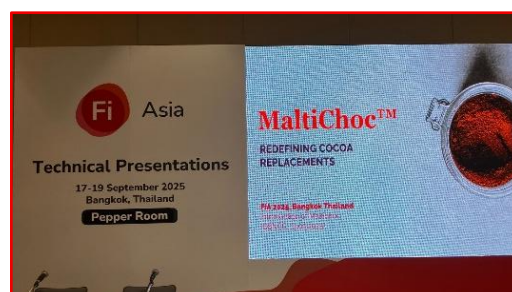 Fi Asia
Technical Presentations
17-19 September 2025
Bangkok, Thailand
Pepper Room
MaltiChoc™
REDEFINING COCOA
REPLACEMENTS
FIA 2024, Bangkok Thailand